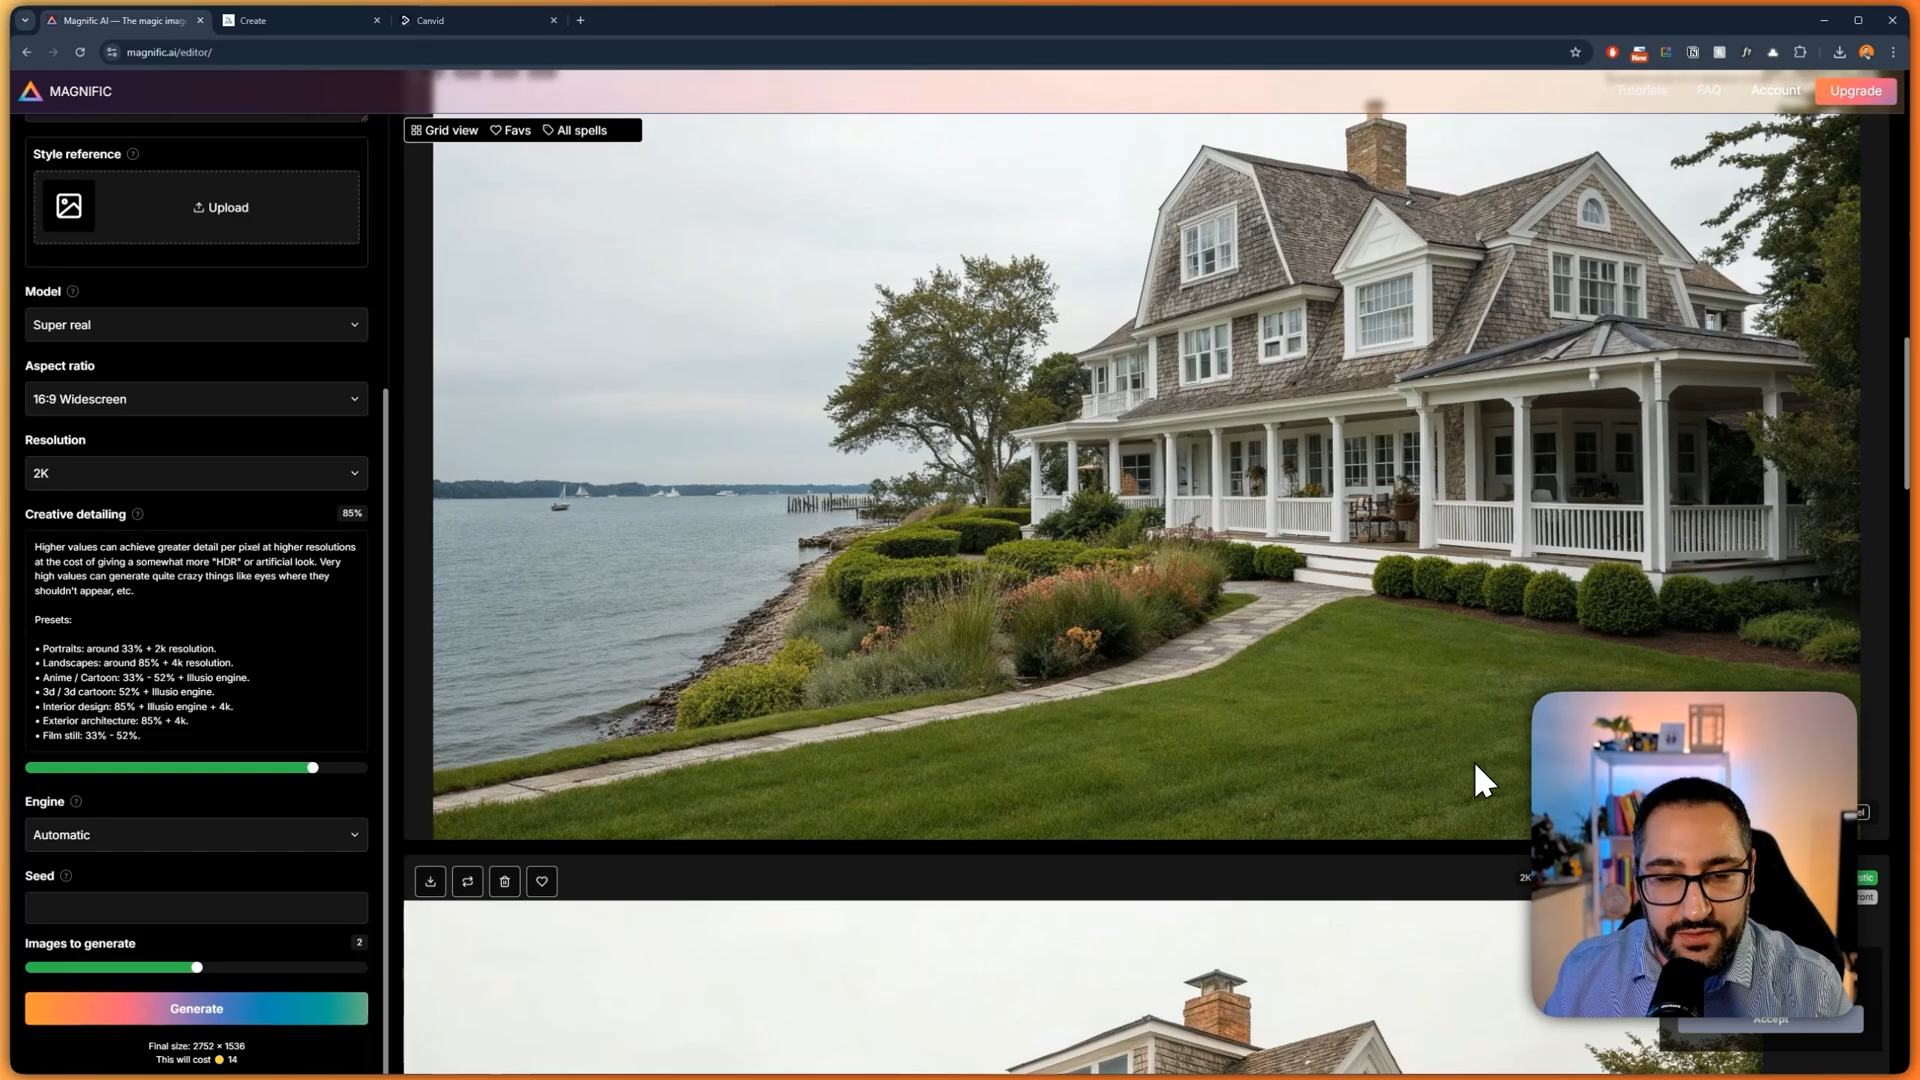 Magnific AI — The magic imag
Create
Canvid
magnific.ai/editor/
New
MAGNIFIC
Tutorials
FAQ
Account
Upgrade
Grid view
Favs
All spells
Style reference
Upload
Model
Super real
Aspect ratio
16:9 Widescreen
Resolution
2K
Creative detailing
85%
Higher values can achieve greater detail per pixel at higher resolutions
at the cost of giving a somewhat more "HDR" or artificial look. Very
high values can generate quite crazy things like eyes where they
shouldn't appear, etc.
Presets:
• Portraits: around 33% + 2k resolution.
• Landscapes: around 85% + 4k resolution.
• Anime / Cartoon: 33% - 52% + Illusio engine.
• 3d / 3d cartoon: 52% + Illusio engine.
• Interior design: 85% + Illusio engine + 4k.
• Exterior architecture: 85% + 4k.
• Film still: 33% - 52%.
Engine
Automatic
Seed
Images to generate
2
Generate
Final size: 2752 × 1536
This will cost 14
2K
Accept